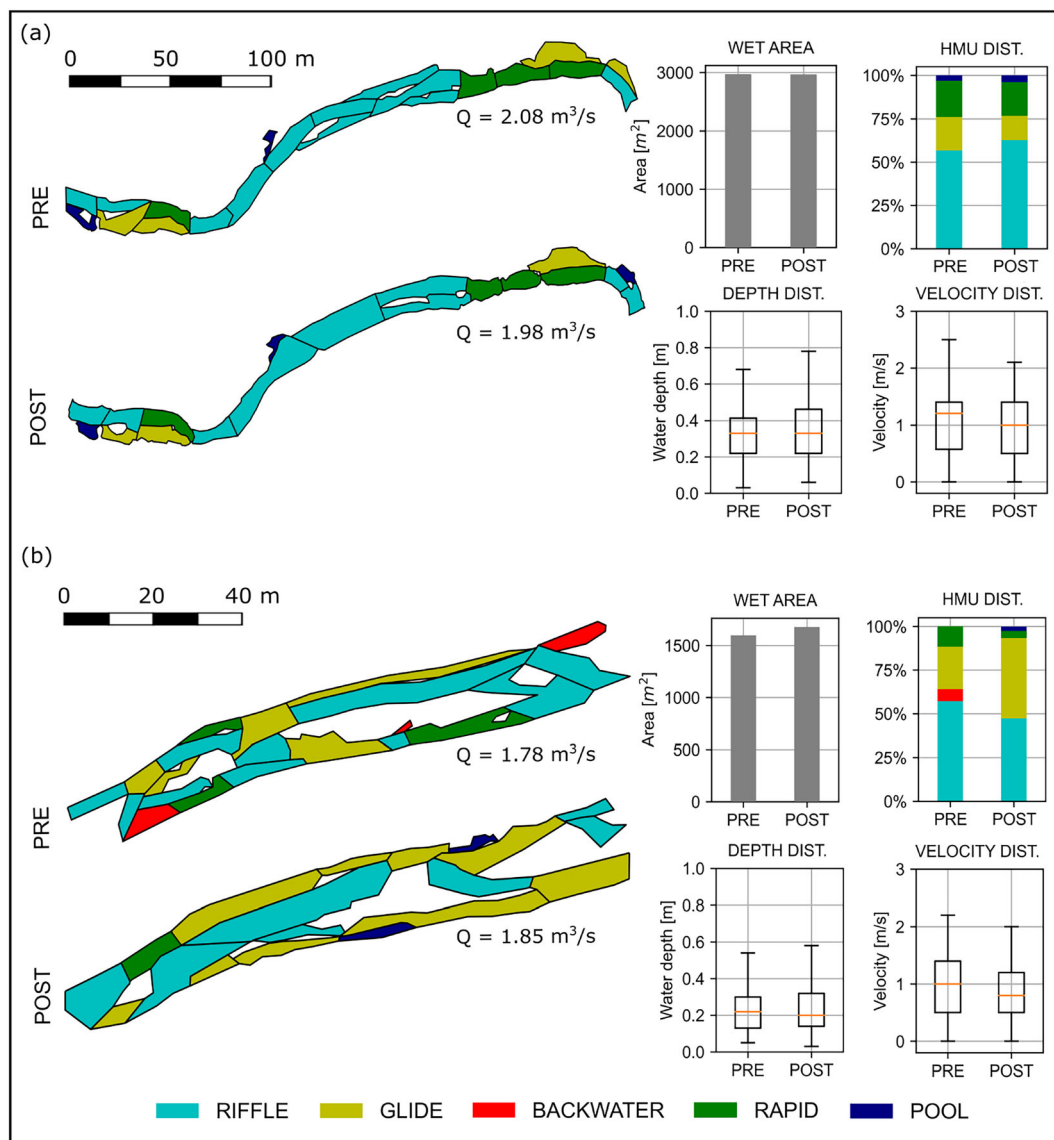 (a)
0 50 100 m
PRE
Q = 2.08 m³/s
POST
Q = 1.98 m³/s
WET AREA
Area [m²]
3000
2000
1000
0
PRE POST
HMU DIST.
100%
75%
50%
25%
0%
PRE POST
DEPTH DIST.
Water depth [m]
1.0
0.8
0.6
0.4
0.2
0.0
PRE POST
VELOCITY DIST.
Velocity [m/s]
3
2
1
0
PRE POST
(b)
0 20 40 m
PRE
Q = 1.78 m³/s
POST
Q = 1.85 m³/s
WET AREA
Area [m²]
1500
1000
500
0
PRE POST
HMU DIST.
100%
75%
50%
25%
0%
PRE POST
DEPTH DIST.
Water depth [m]
1.0
0.8
0.6
0.4
0.2
0.0
PRE POST
VELOCITY DIST.
Velocity [m/s]
3
2
1
0
PRE POST
RIFFLE GLIDE BACKWATER RAPID POOL